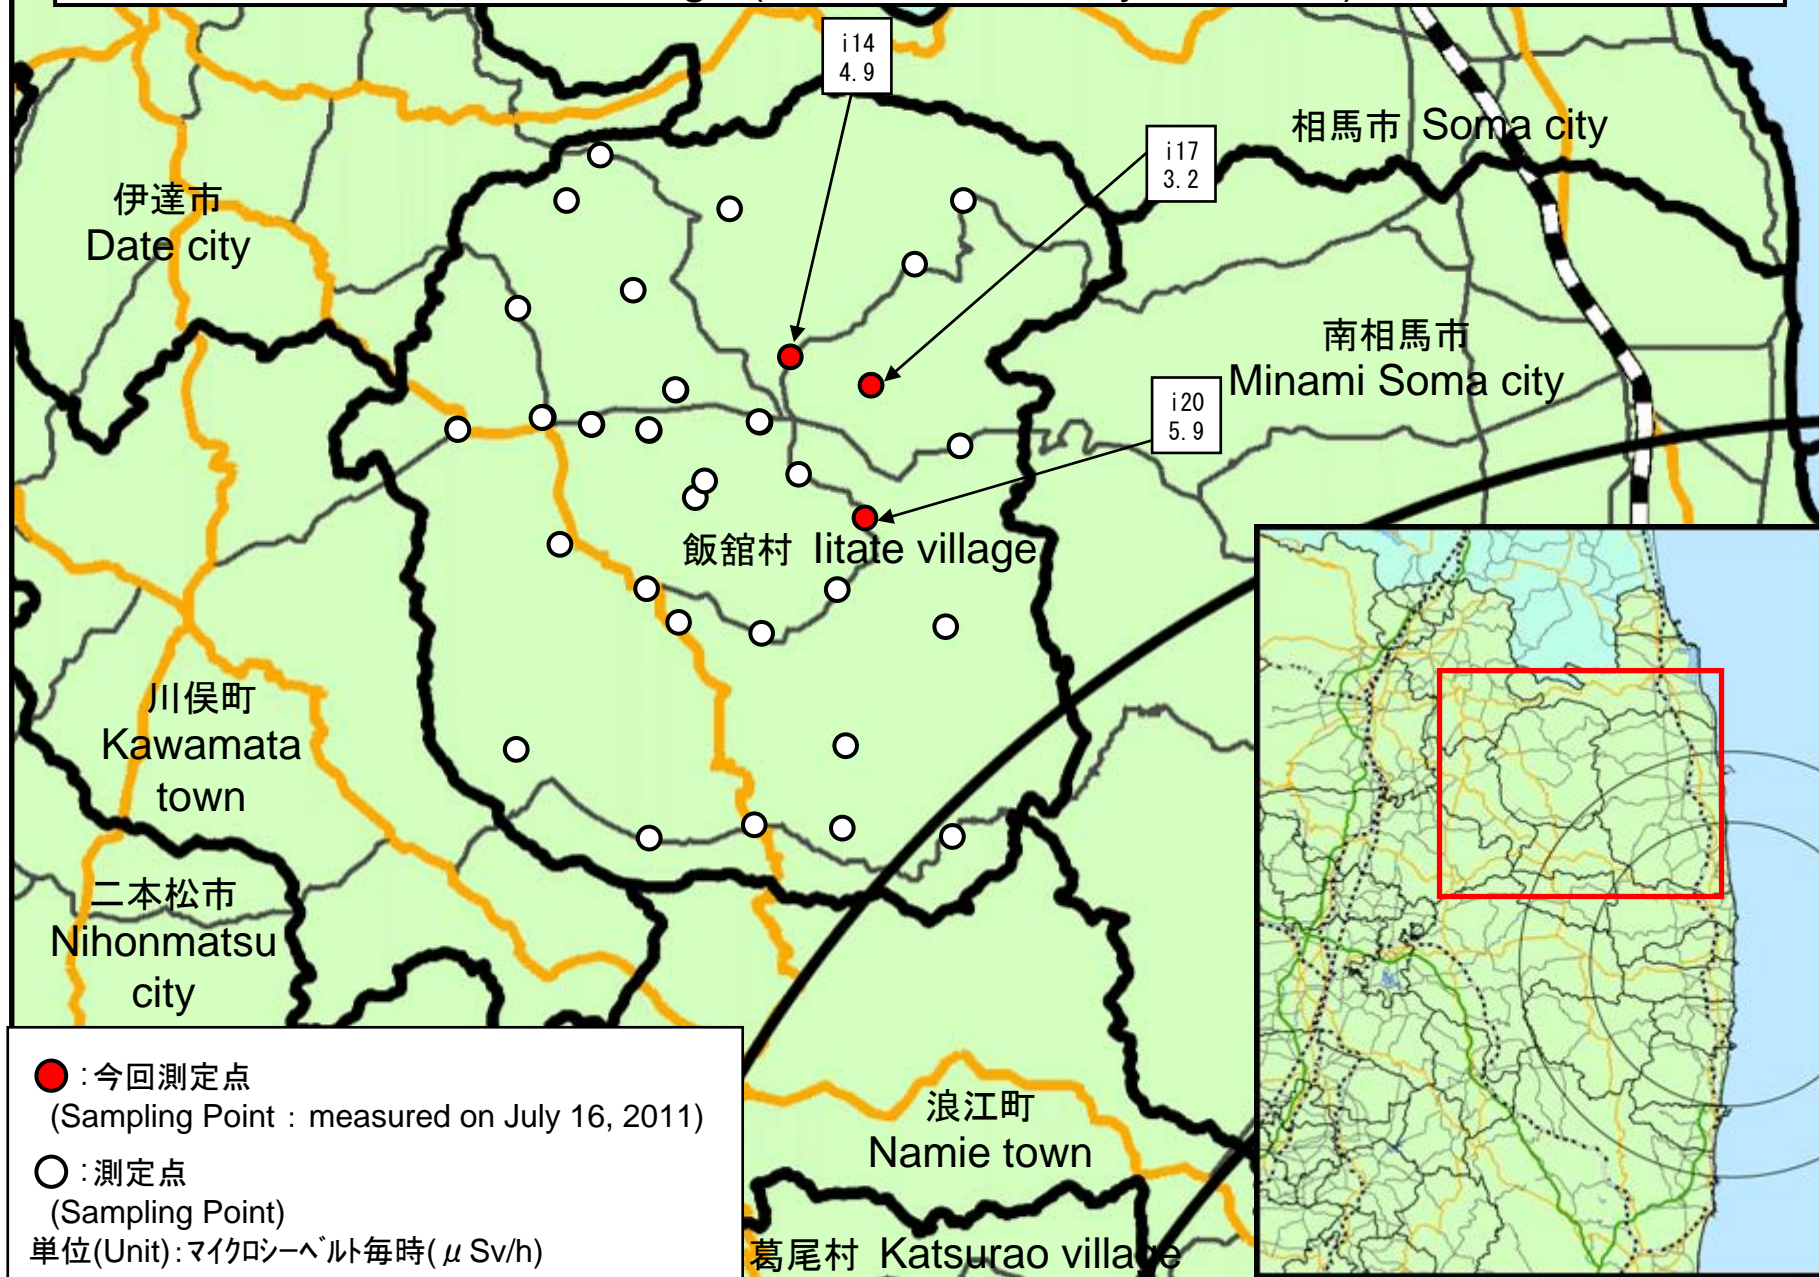 i14
4.9
相馬市 Soma city
i17
3.2
伊達市
Date city
南相馬市
Minami Soma city
i20
5.9
飯舘村 Iitate village
川俣町
Kawamata
town
二本松市
Nihonmatsu
city
:今回測定点
(Sampling Point : measured on July 16, 2011)
:測定点
(Sampling Point)
単位(Unit):マイクロシーベルト毎時(μSv/h)
浪江町
Namie town
葛尾村 Katsurao village